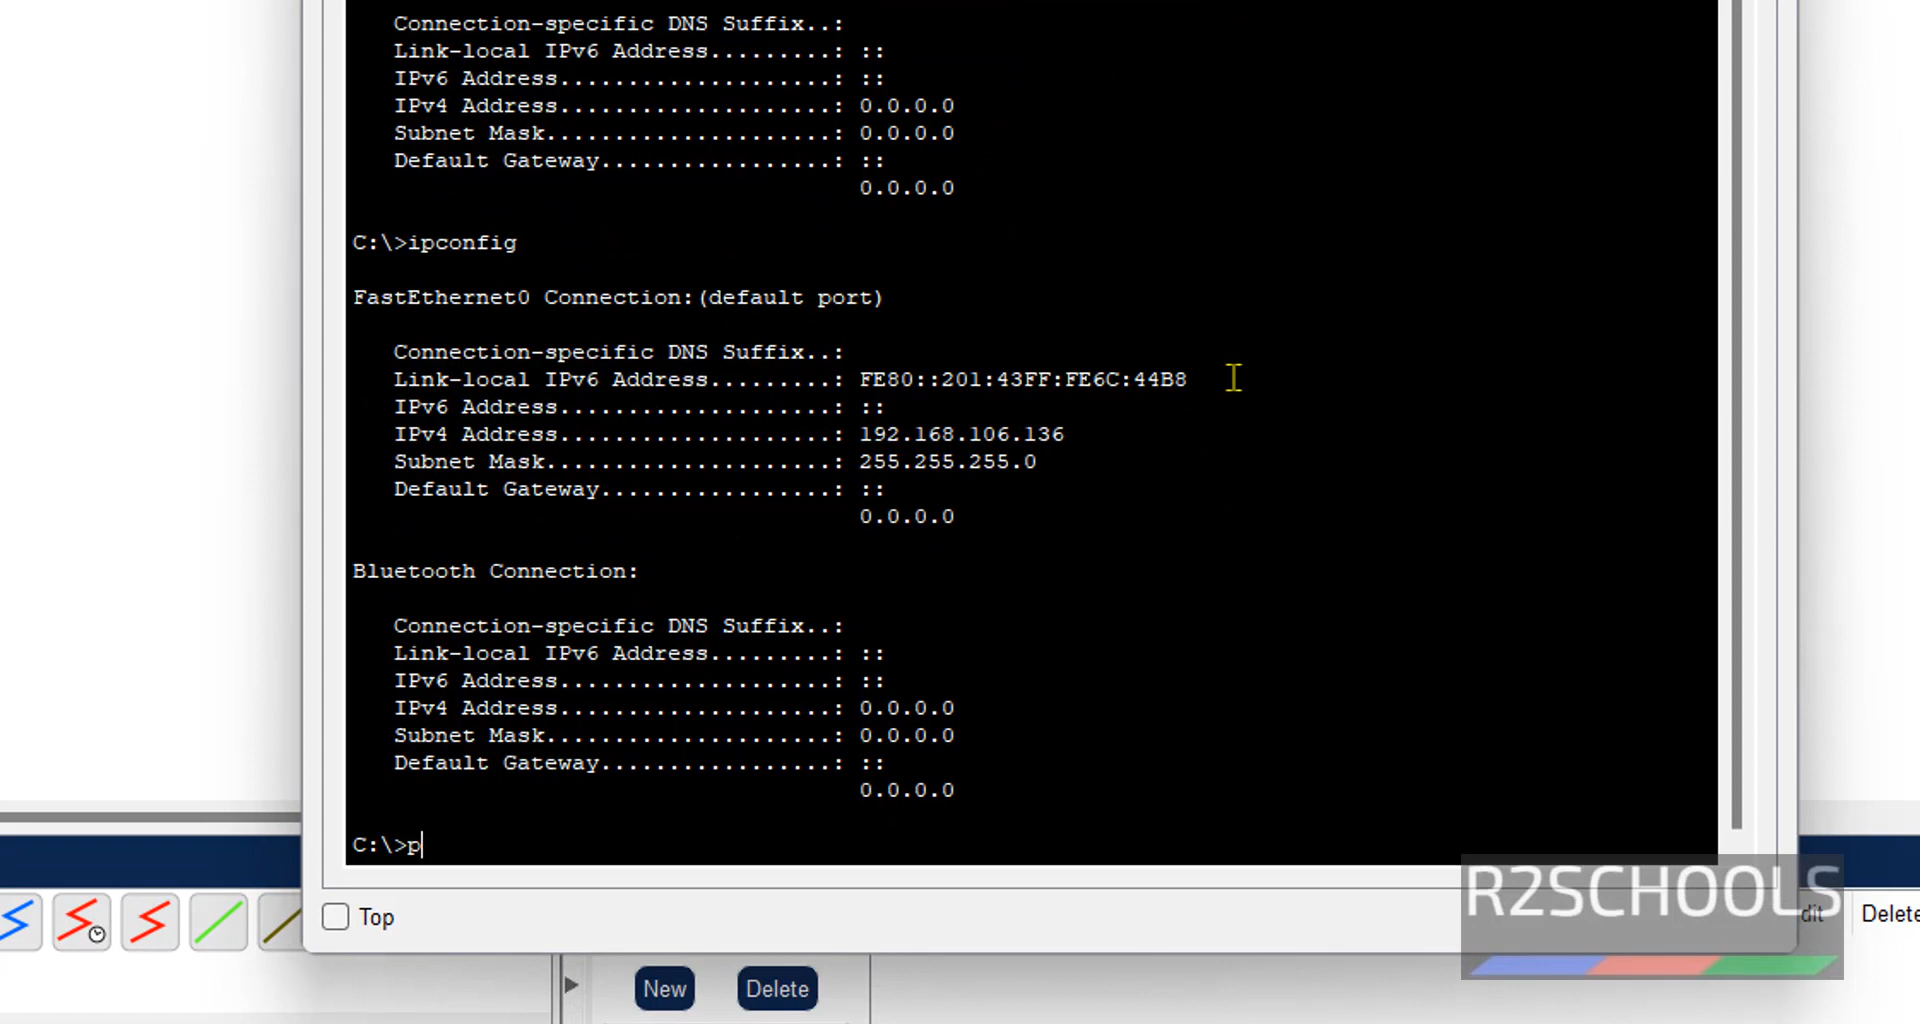 Connection-specific DNS Suffix..:
Link-local IPv6 Address.........: ::
IPv6 Address....................: ::
IPv4 Address....................: 0.0.0.0
Subnet Mask.....................: 0.0.0.0
Default Gateway.................: ::
0.0.0.0
C:\>ipconfig
FastEthernet0 Connection:(default port)
Connection-specific DNS Suffix..:
Link-local IPv6 Address.........: FE80::201:43FF:FE6C:44B8
IPv6 Address....................: ::
IPv4 Address....................: 192.168.106.136
Subnet Mask.....................: 255.255.255.0
Default Gateway.................: ::
0.0.0.0
Bluetooth Connection:
Connection-specific DNS Suffix..:
Link-local IPv6 Address.........: ::
IPv6 Address....................: ::
IPv4 Address....................: 0.0.0.0
Subnet Mask.....................: 0.0.0.0
Default Gateway.................: ::
0.0.0.0
C:\>p
Top
R2SCHOOLS
dit Delete
New Delete